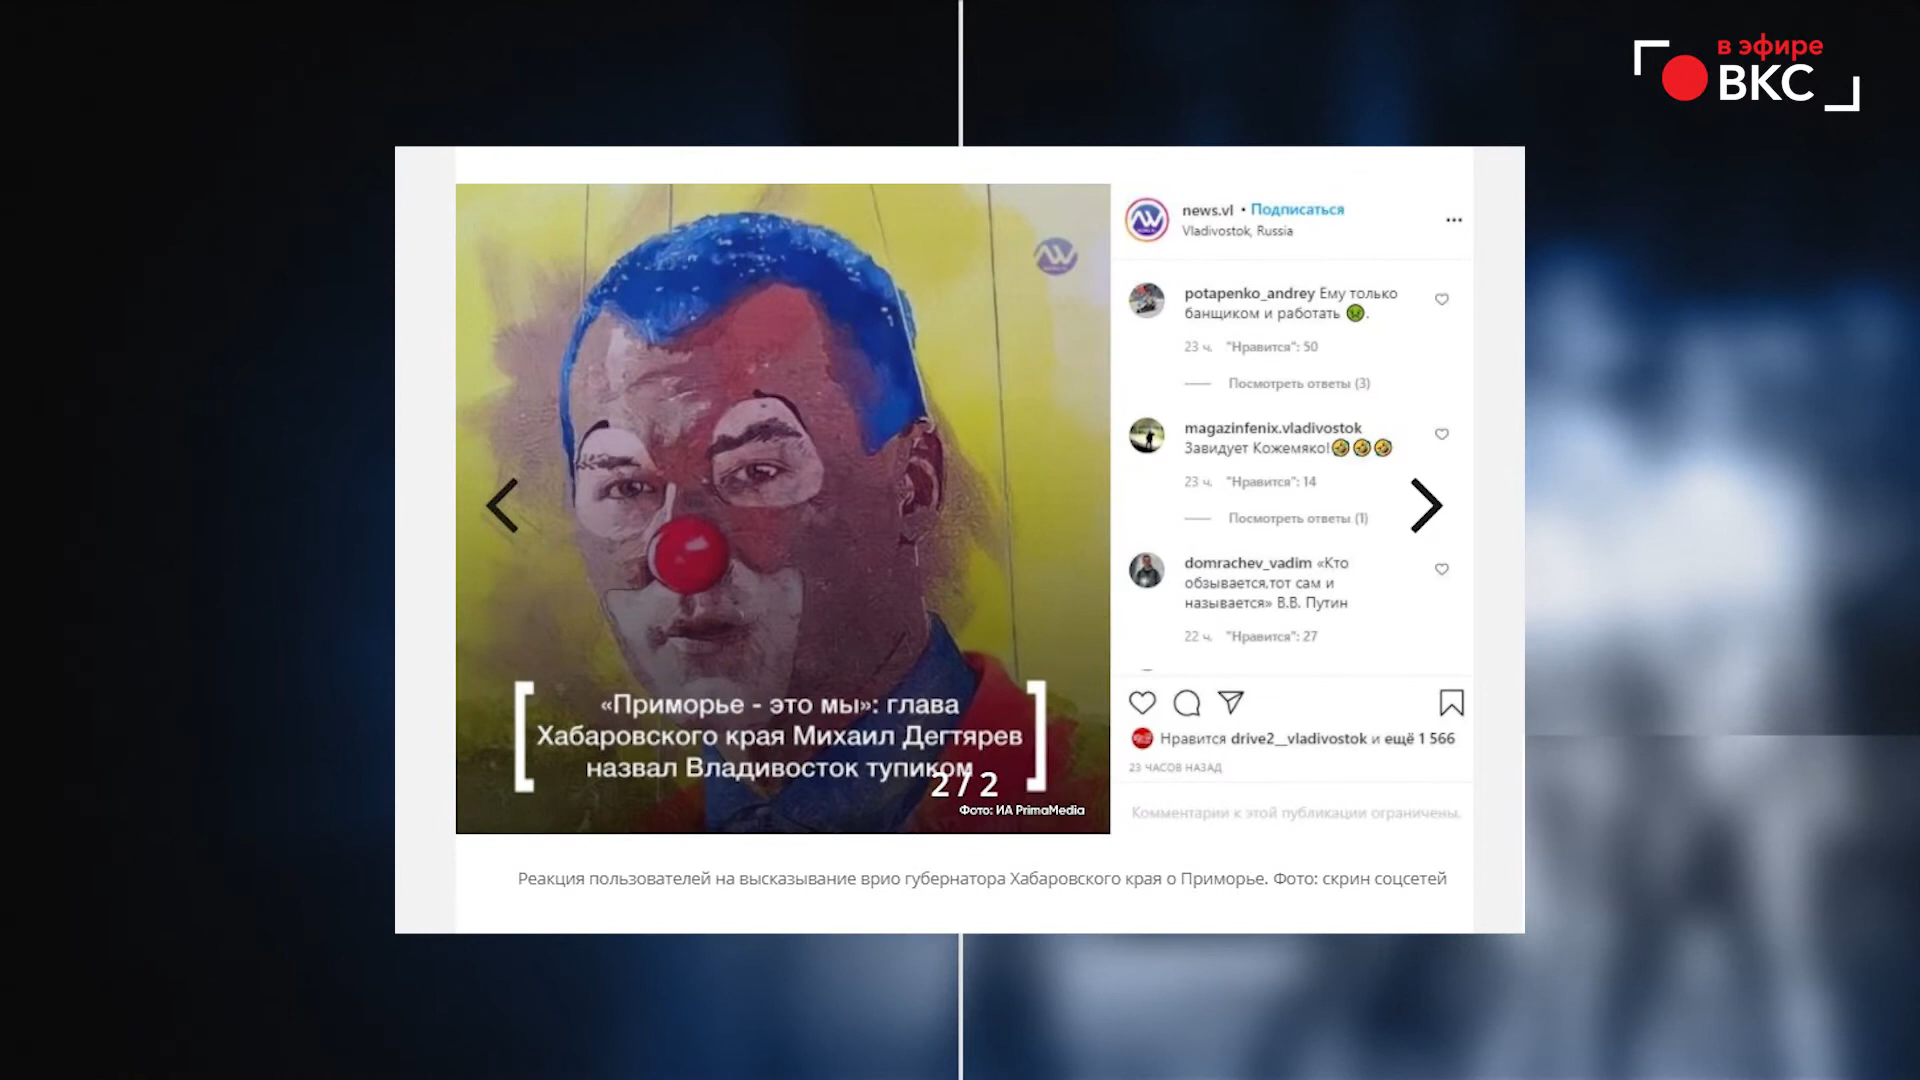 в эфире
ВКС
«Приморье - это мы»: глава
Хабаровского края Михаил Дегтярев
назвал Владивосток тупиком
2 / 2
Фото: ИА PrimaMedia
news.vl • Подписаться
Vladivostok, Russia
potapenko_andrey Ему только
банщиком и работать 🤢.
23 ч. "Нравится": 50
Посмотреть ответы (3)
magazinfenix.vladivostok
Завидует Кожемяко!🤣🤣🤣
23 ч. "Нравится": 14
Посмотреть ответы (1)
domrachev_vadim «Кто
обзывается,тот сам и
называется» В.В. Путин
22 ч. "Нравится": 27
Нравится drive2__vladivostok и ещё 1 566
23 ЧАСОВ НАЗАД
Комментарии к этой публикации ограничены.
Реакция пользователей на высказывание врио губернатора Хабаровского края о Приморье. Фото: скрин соцсетей